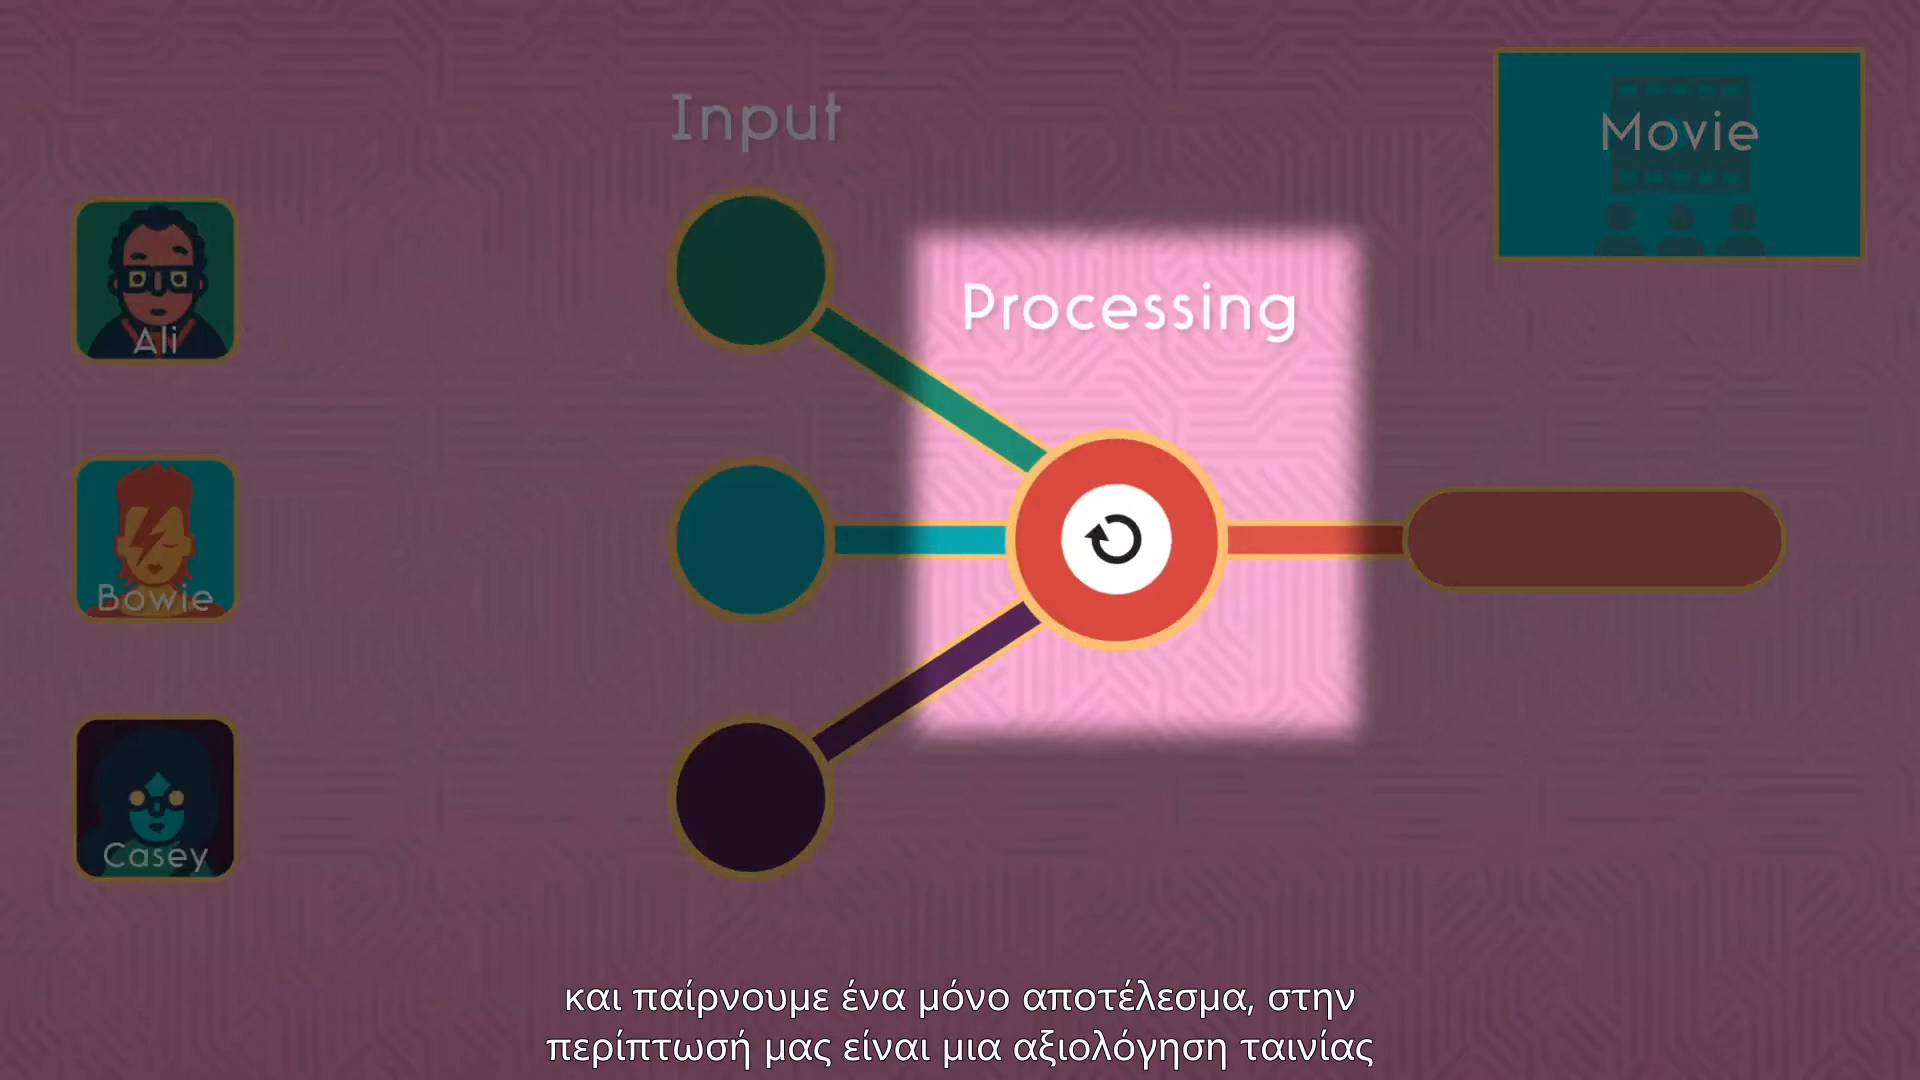 Input
Movie
Processing
Ali
Bowie
Casey
και παίρνουμε ένα μόνο αποτέλεσμα, στην
περίπτωσή μας είναι μια αξιολόγηση ταινίας